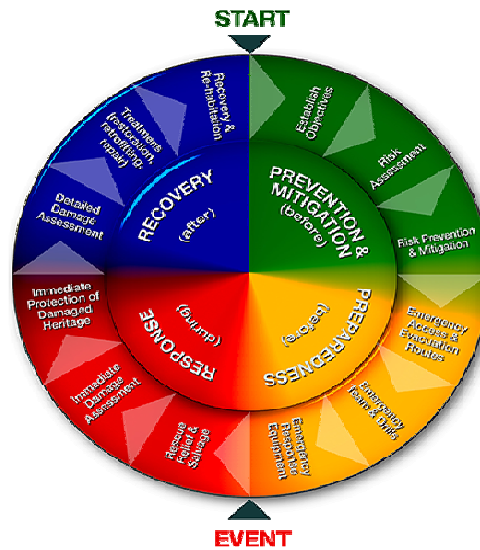 START
Establish
Objectives
Risk
Assessment
Risk Prevention
& Mitigation
PREVENTION &
MITIGATION
(before)
Emergency
Access &
Evacuation
Routes
Emergency
Teams & Drills
Emergency
Response
Equipment
PREPAREDNESS
(before)
Rescue
Relief &
Salvage
Immediate
Damage
Assessment
Immediate
Protection of
Damaged
Heritage
RESPONSE
(during)
Detailed
Damage
Assessment
Treatment
(restoration,
retrofitting,
repair)
Recovery &
Re-habitation
RECOVERY
(after)
EVENT